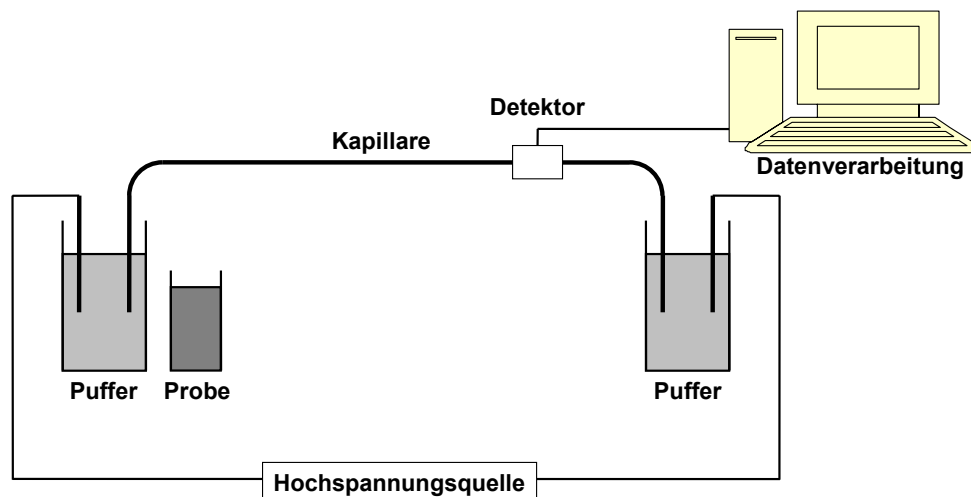 Detektor
Kapillare
Datenverarbeitung
Puffer
Probe
Puffer
Hochspannungsquelle